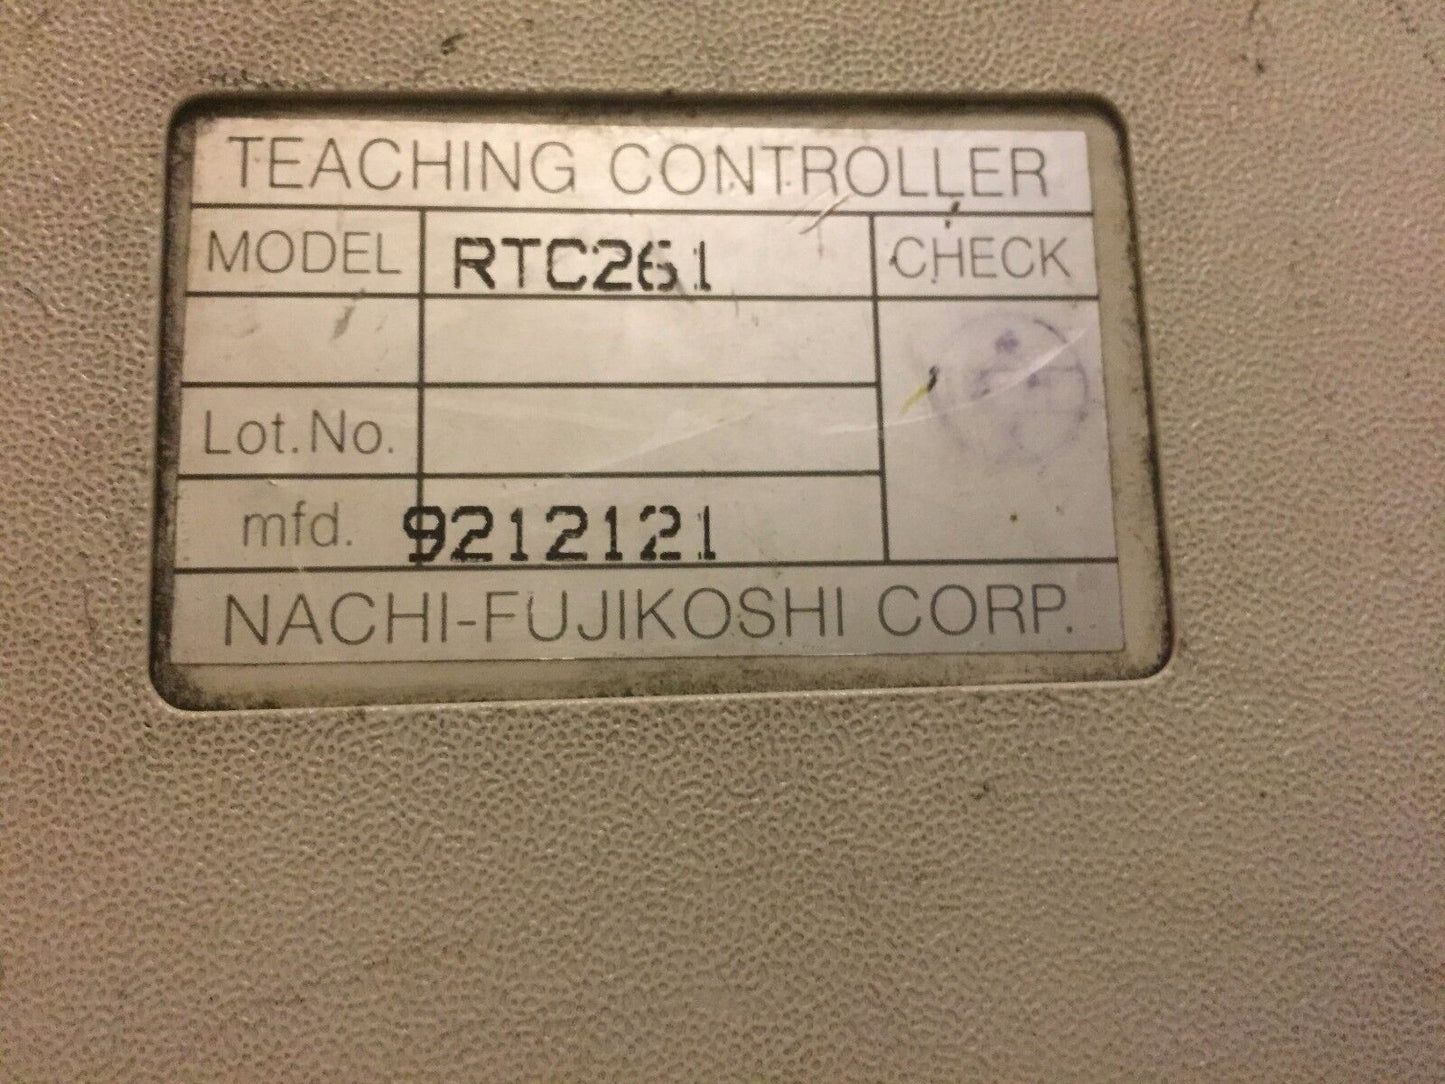 TEACHING CONTROLLER
MODEL RTC261 CHECK
Lot.No.
mfd. 9212121
NACHI-FUJIKOSHI CORP.